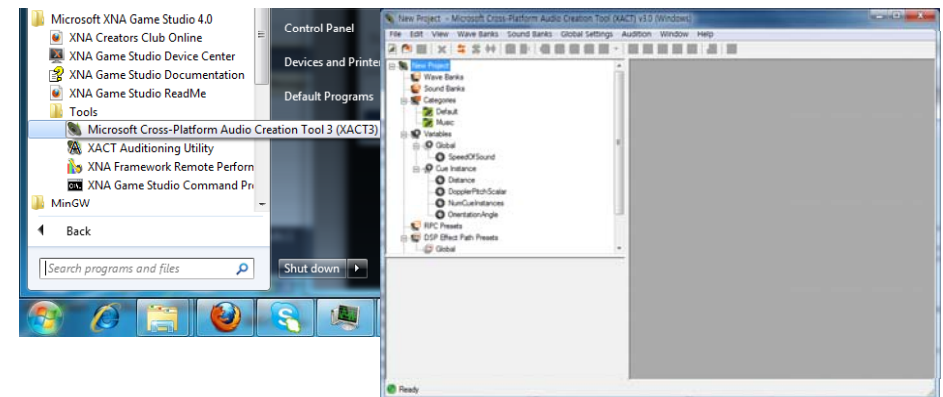 Microsoft XNA Game Studio 4.0
XNA Creators Club Online
XNA Game Studio Device Center
XNA Game Studio Documentation
XNA Game Studio ReadMe
Tools
Microsoft Cross-Platform Audio Creation Tool 3 (XACT3)
XACT Auditioning Utility
XNA Framework Remote Perforn
XNA Game Studio Command Pr
MinGW
Back
Search programs and files
Control Panel
Devices and Printe
Default Programs
Shut down
New Project - Microsoft Cross-Platform Audio Creation Tool (XACT) v3.0 (Windows)
File Edit View Wave Banks Sound Banks Global Settings Audition Window Help
New Project
Wave Banks
Sound Banks
Categories
Default
Music
Variables
Global
SpeedOfSound
Cue Instance
Distance
DopplerPitchScalar
NumCueInstances
OrientationAngle
RPC Presets
DSP Effect Path Presets
Global
Ready